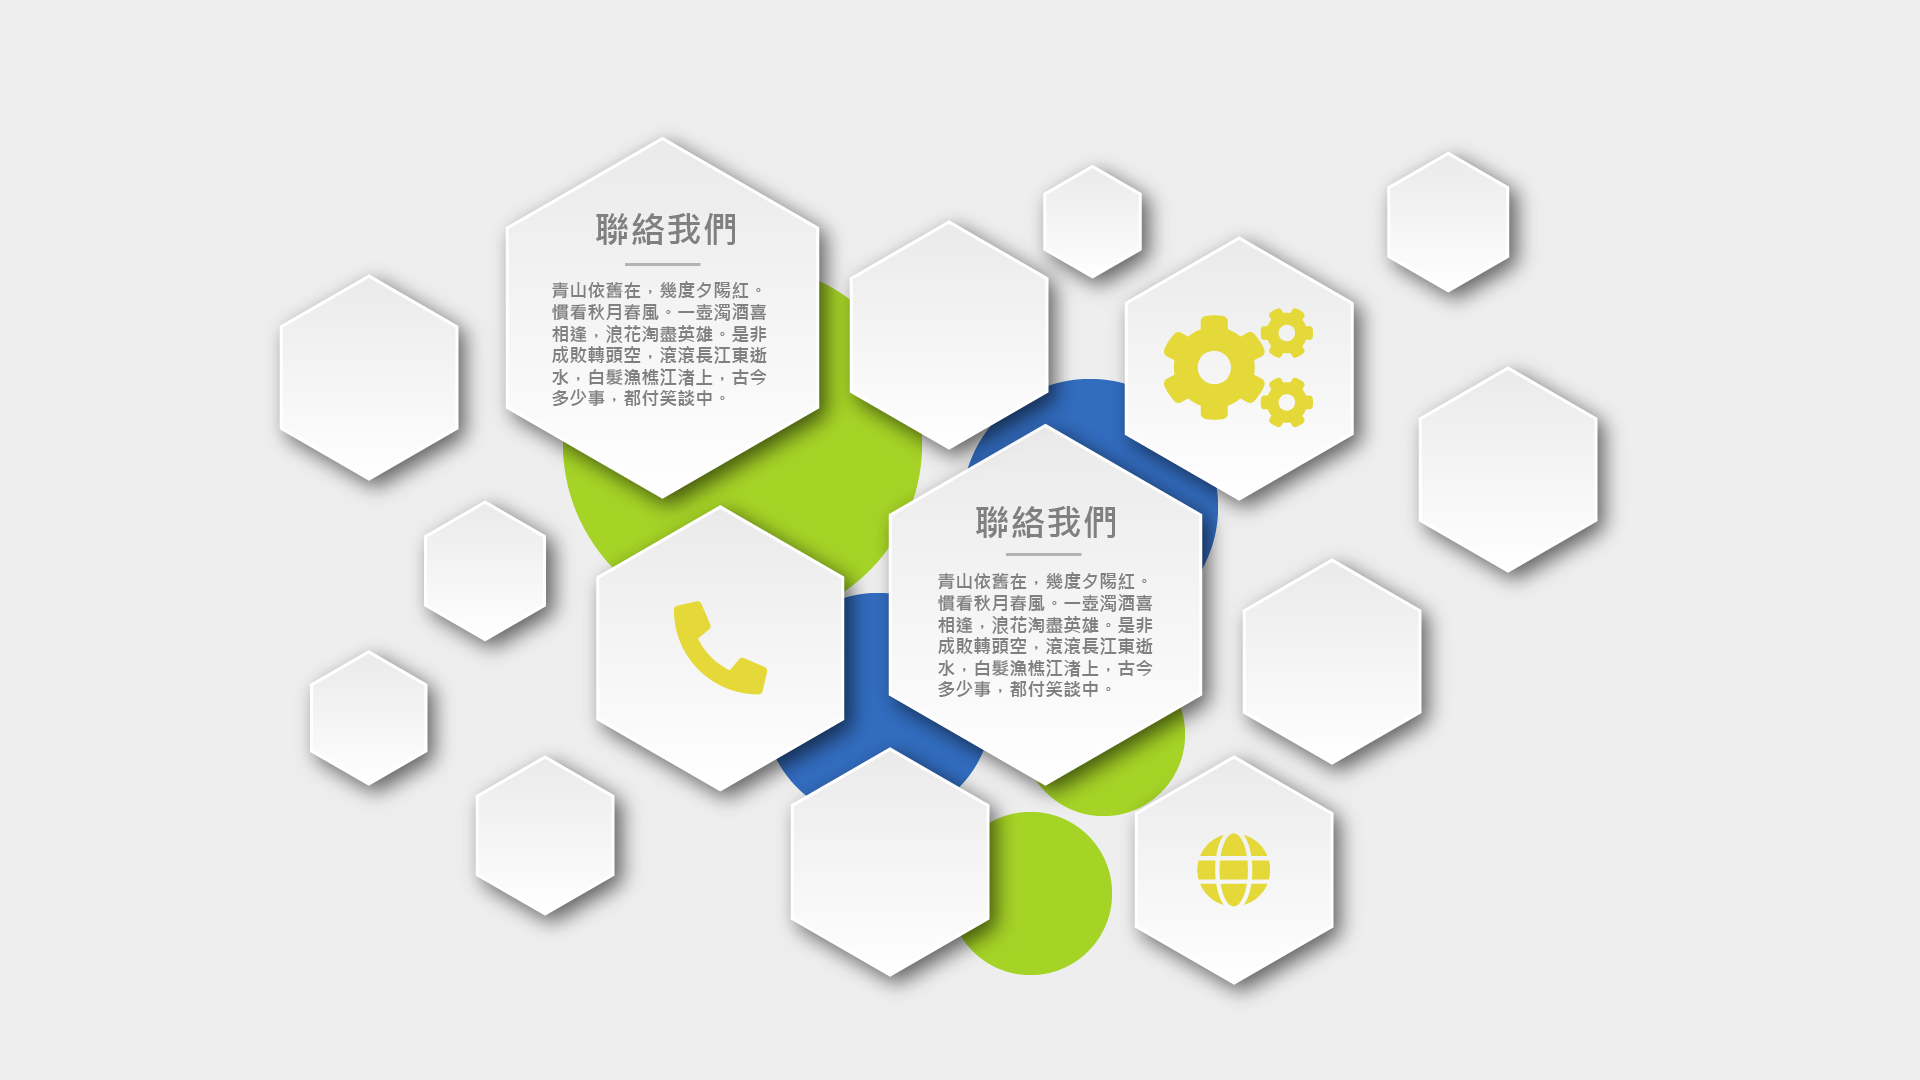 聯絡我們
青山依舊在，幾度夕陽紅。
慣看秋月春風。一壺濁酒喜
相逢，浪花淘盡英雄。是非
成敗轉頭空，滾滾長江東逝
水，白髮漁樵江渚上，古今
多少事，都付笑談中。
聯絡我們
青山依舊在，幾度夕陽紅。
慣看秋月春風。一壺濁酒喜
相逢，浪花淘盡英雄。是非
成敗轉頭空，滾滾長江東逝
水，白髮漁樵江渚上，古今
多少事，都付笑談中。